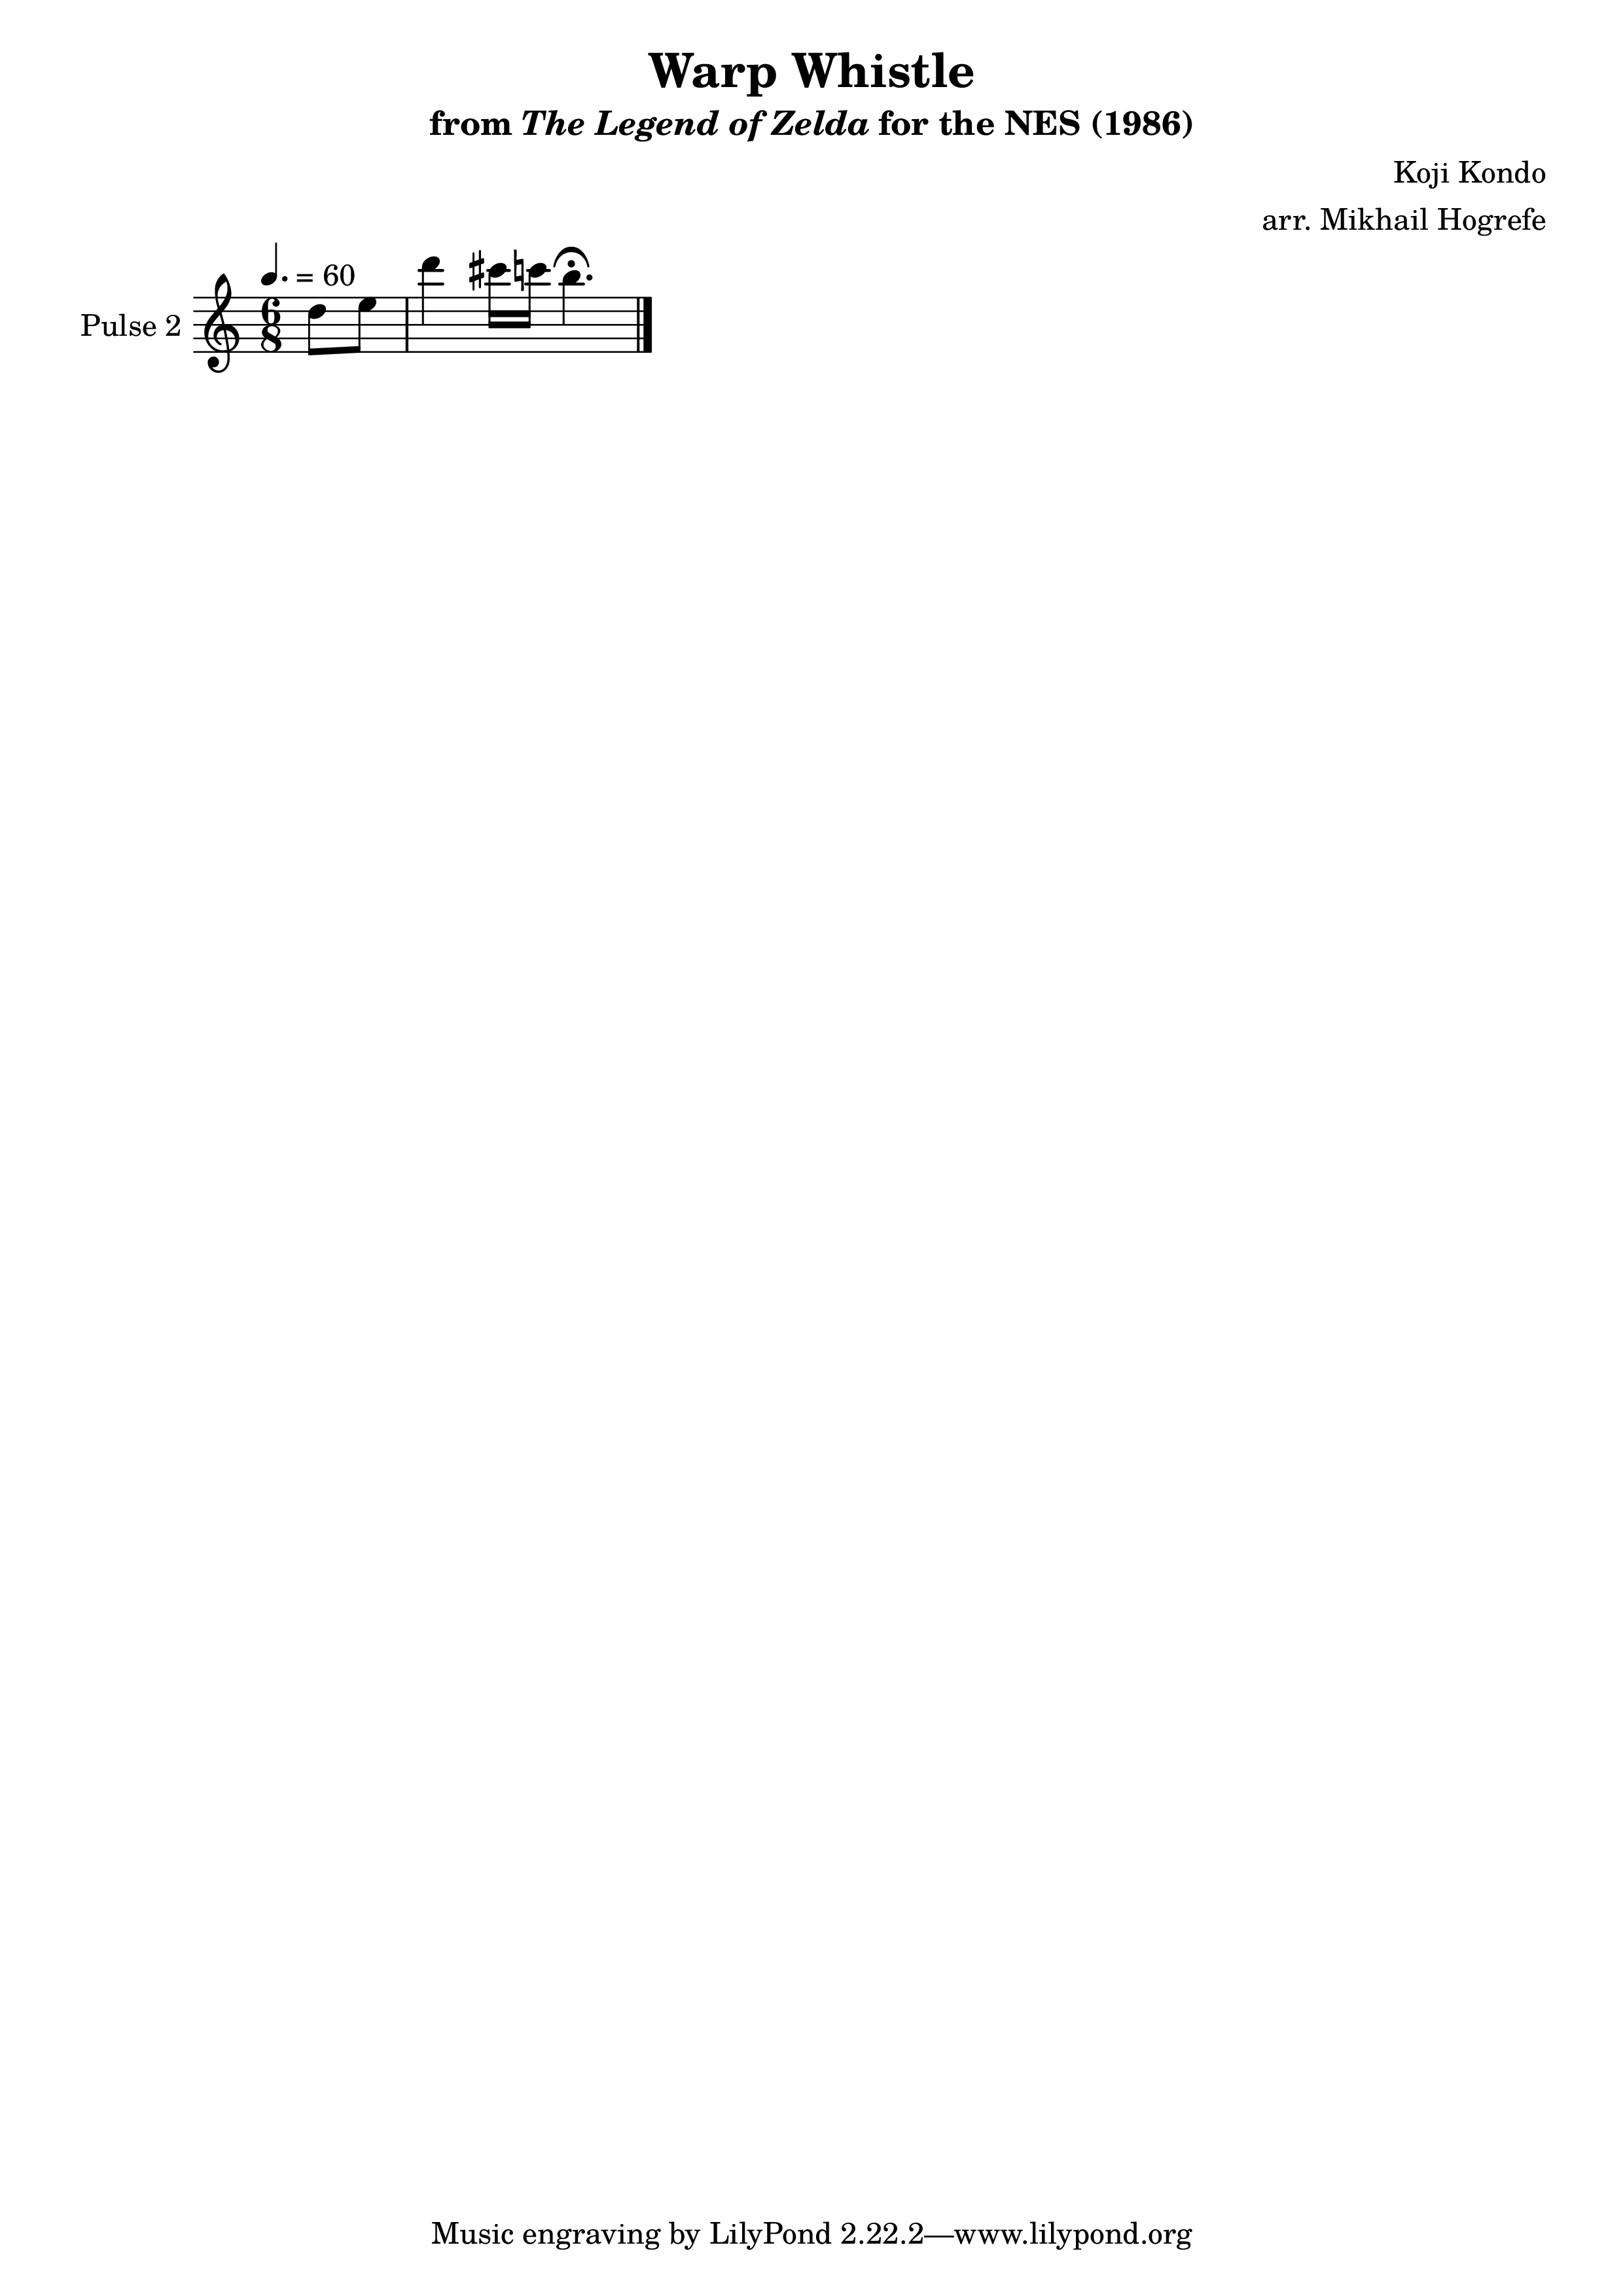 Warp Whistle
from The Legend of Zelda for the NES (1986)
Koji Kondo
arr. Mikhail Hogrefe
= 60
Pulse 2
6
8
Music engraving by LilyPond 2.22.2—www.lilypond.org